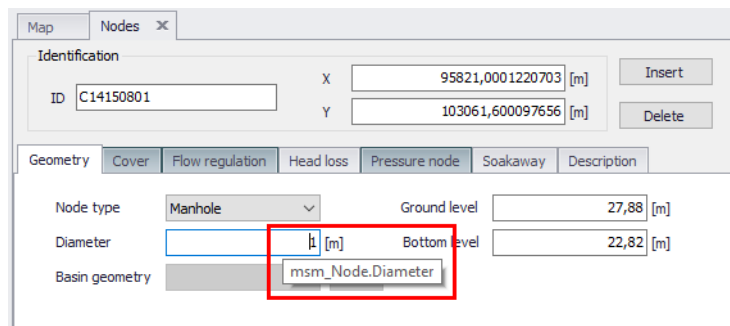 Map Nodes
Identification
ID C14150801 X 95821,0001220703 [m] Insert
Y 103061,600097656 [m] Delete
Geometry Cover Flow regulation Head loss Pressure node Soakaway Description
Node type Manhole Ground level 27,88 [m]
Diameter 1 [m] Bottom level 22,82 [m]
Basin geometry msm_Node.Diameter